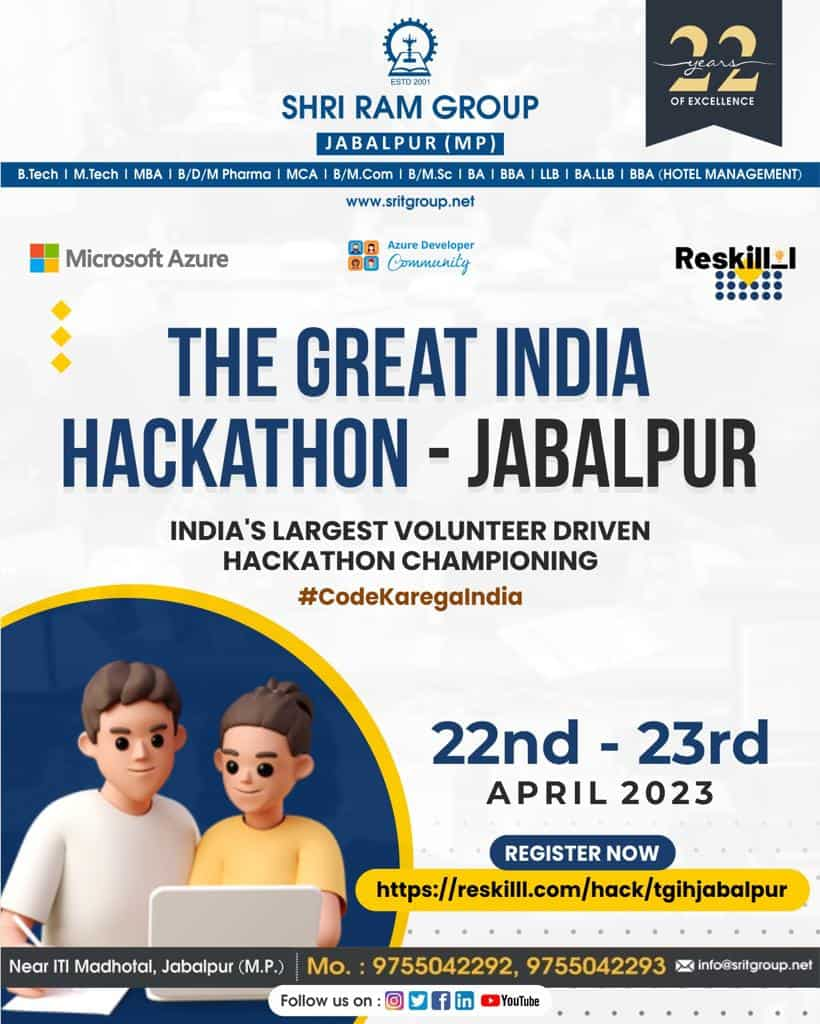 ESTD 2001
SHRI RAM GROUP
JABALPUR (MP)
22
years
OF EXCELLENCE
B.Tech I M.Tech I MBA I B/D/M Pharma I MCA I B/M.Com I B/M.Sc I BA I BBA I LLB I BA.LLB I BBA (HOTEL MANAGEMENT)
www.sritgroup.net
Microsoft Azure
Azure Developer
Community
Reskilll
THE GREAT INDIA
HACKATHON - JABALPUR
INDIA'S LARGEST VOLUNTEER DRIVEN
HACKATHON CHAMPIONING
#CodeKaregaIndia
22nd - 23rd
APRIL 2023
REGISTER NOW
https://reskilll.com/hack/tgihjabalpur
Near ITI Madhotal, Jabalpur (M.P.)
Mo. : 9755042292, 9755042293
info@sritgroup.net
Follow us on :
YouTube